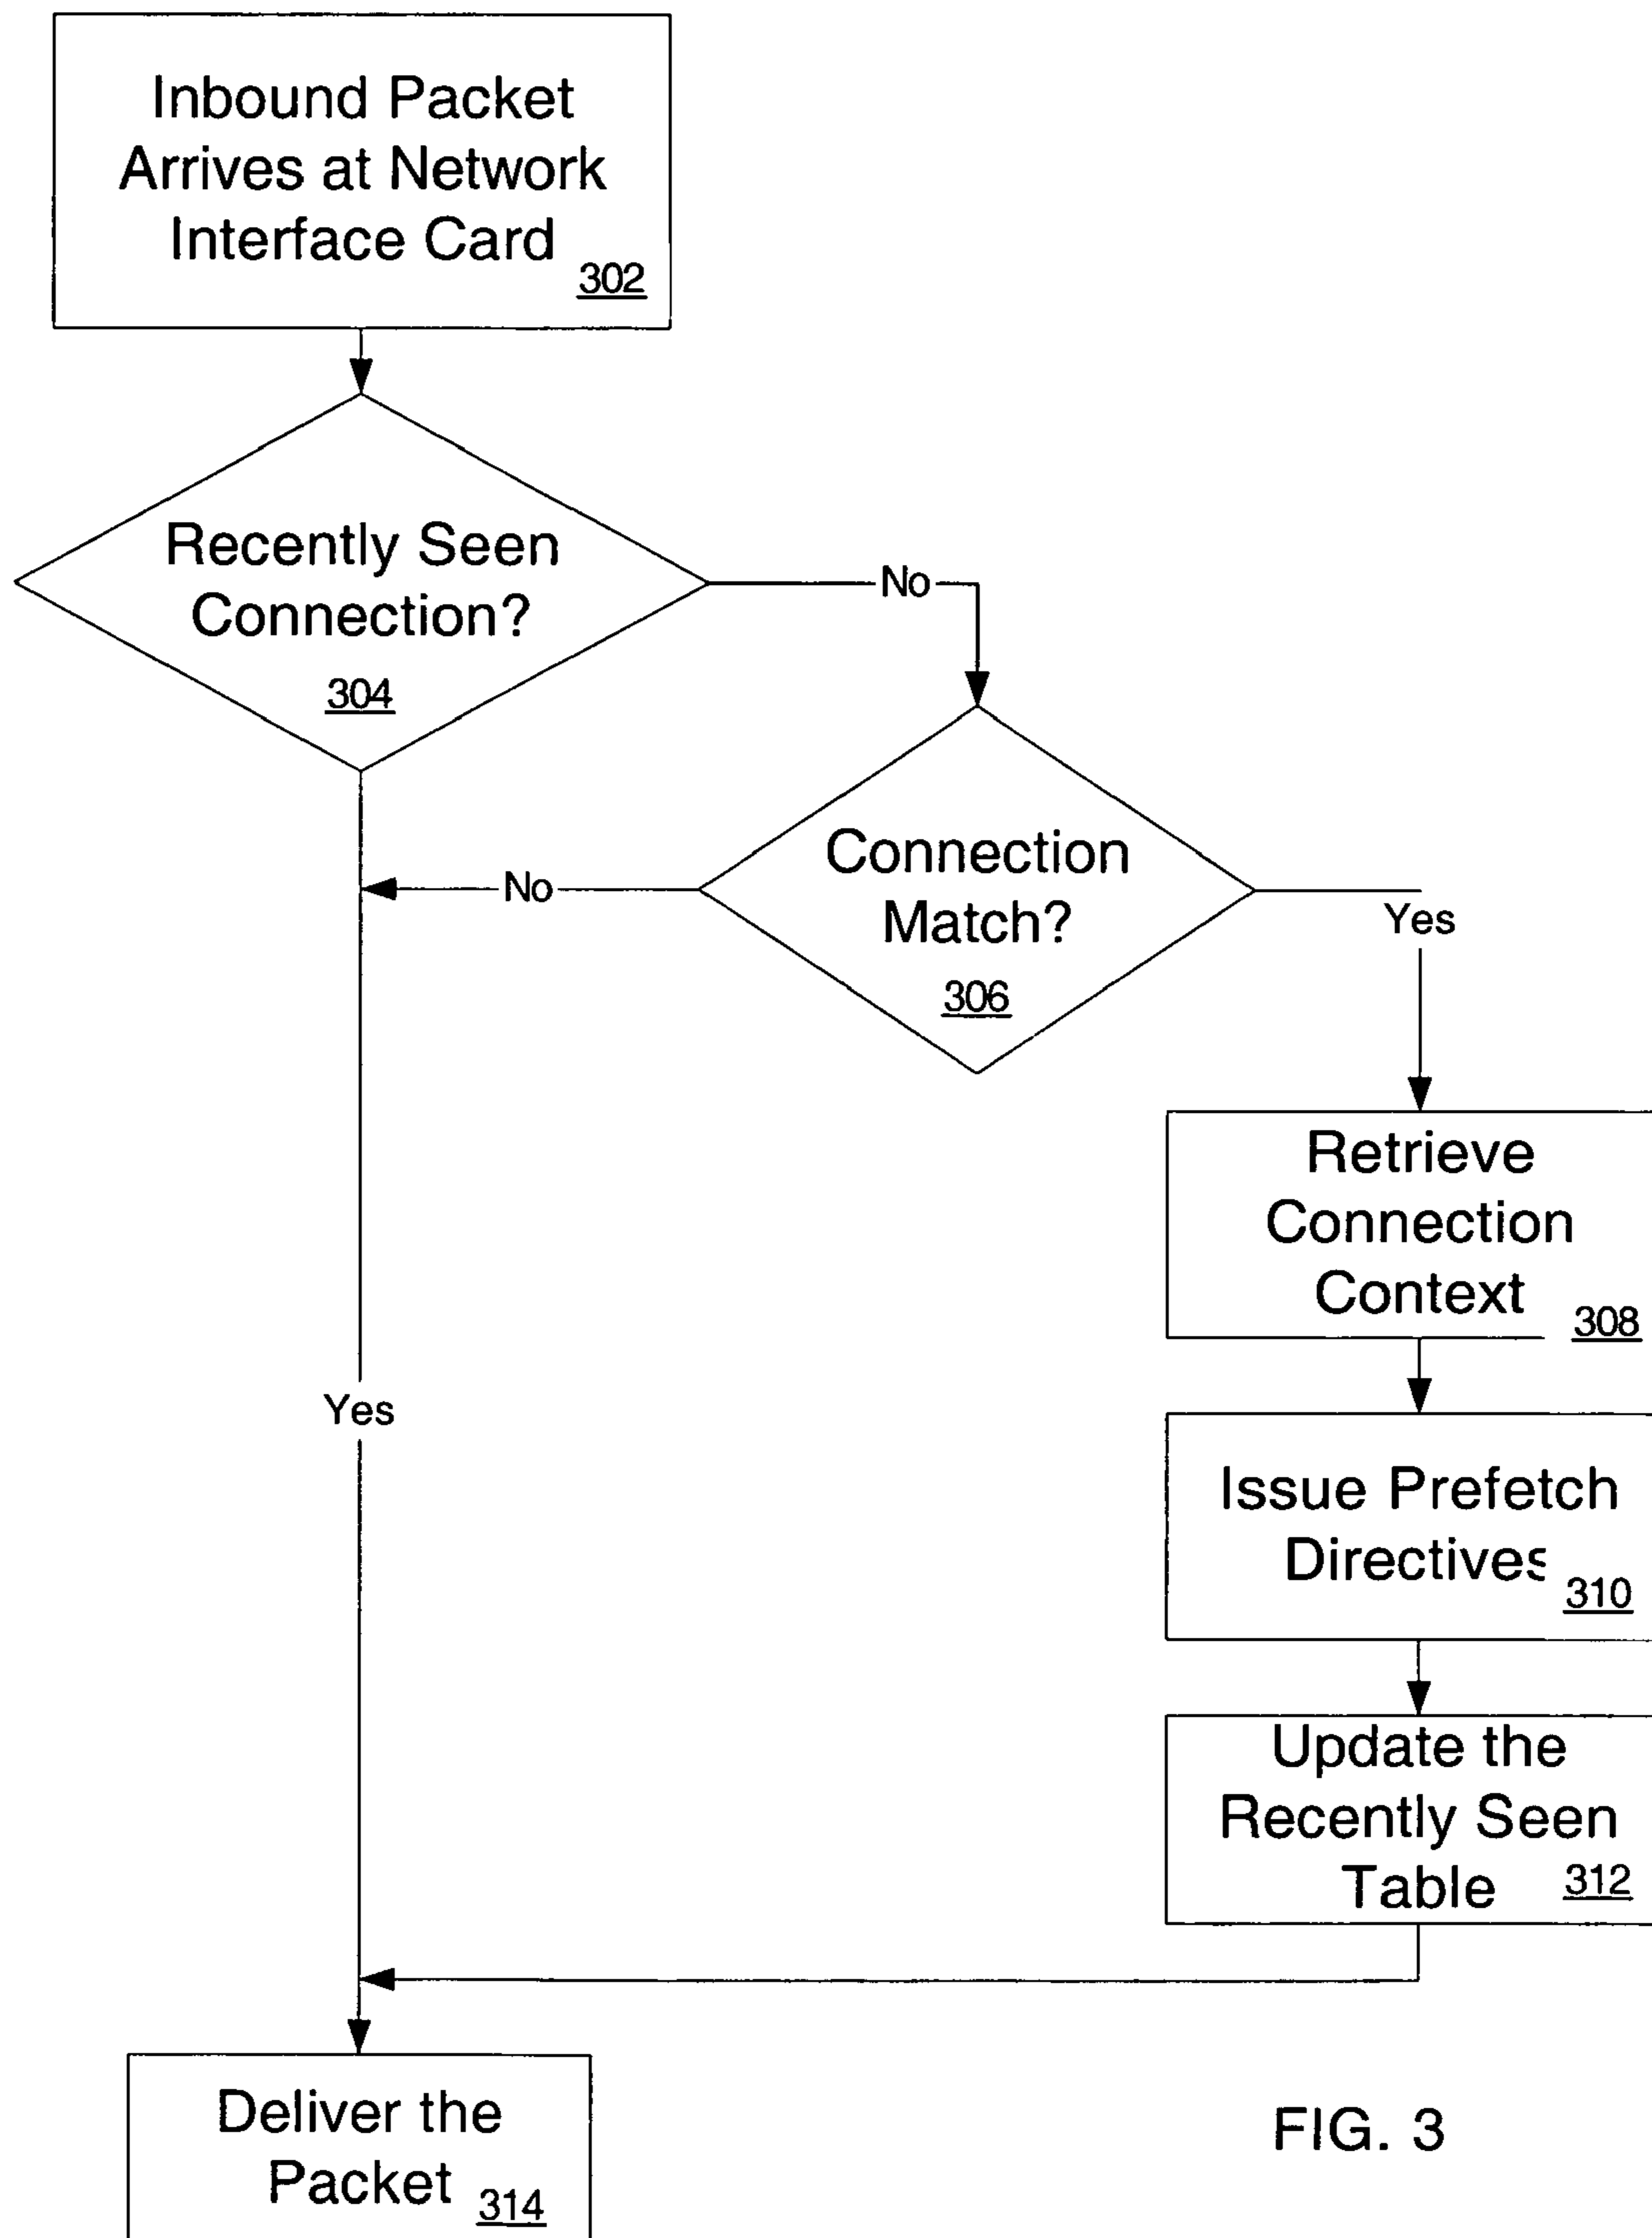 Inbound Packet
Arrives at Network
Interface Card
302
Recently Seen
Connection?
304
No
Connection
Match?
306
No
Yes
Retrieve
Connection
Context
308
Issue Prefetch
Directives
310
Update the
Recently Seen
Table
312
Yes
Deliver the
Packet
314
FIG. 3